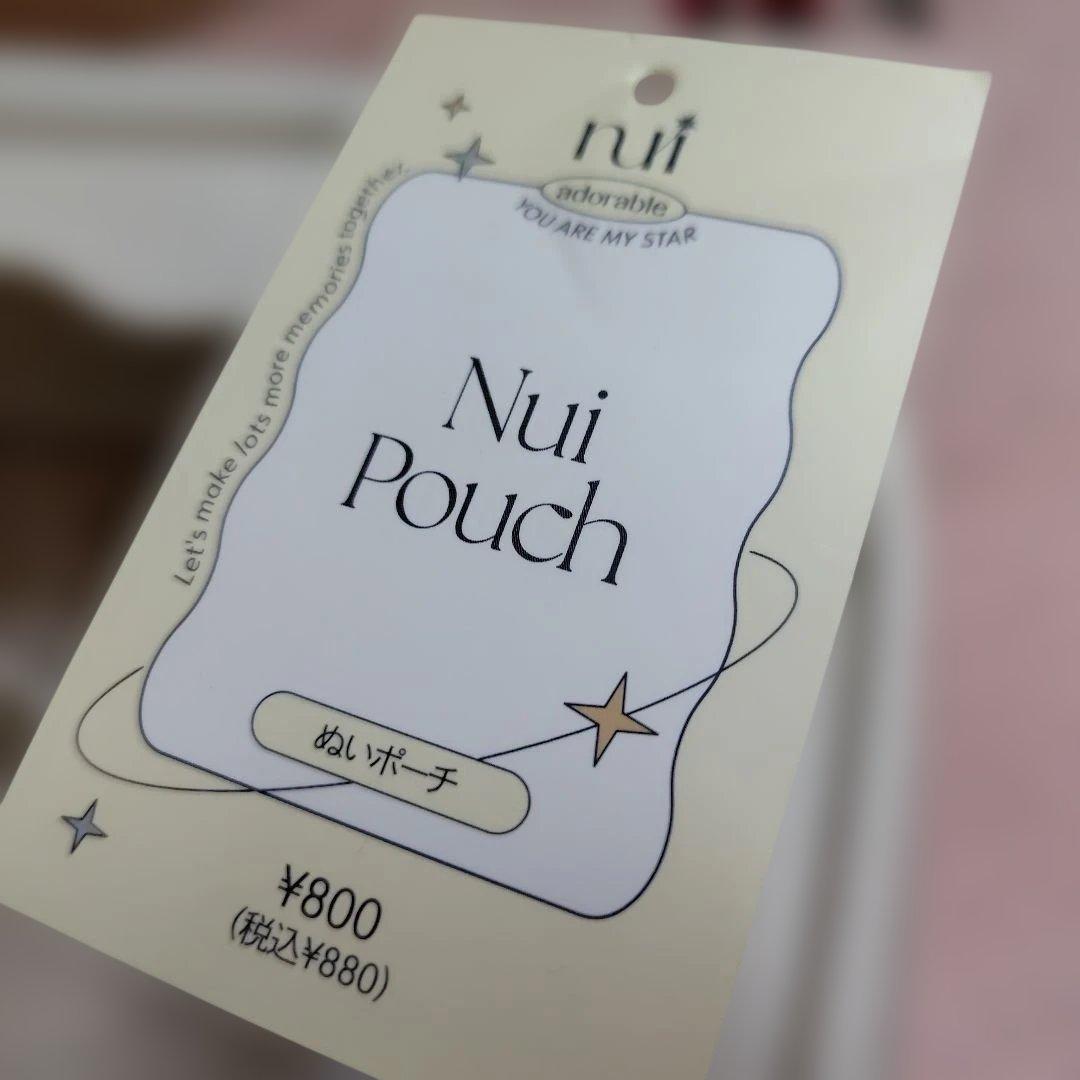 nui
adorable
YOU ARE MY STAR
Let's make lots more memories together.
Nui
Pouch
ぬいポーチ
¥800
(税込¥880)